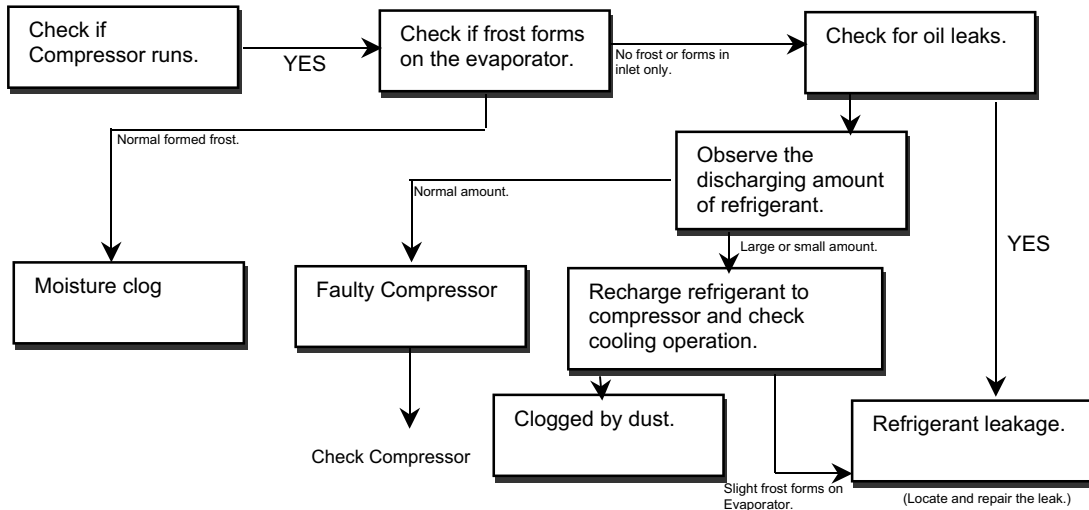 Check if
Compressor runs.
YES
Check if frost forms
on the evaporator.
No frost or forms in
inlet only.
Check for oil leaks.
Normal formed frost.
Observe the
discharging amount
of refrigerant.
Normal amount.
Large or small amount.
YES
Moisture clog
Faulty Compressor
Recharge refrigerant to
compressor and check
cooling operation.
Clogged by dust.
Refrigerant leakage.
Check Compressor
Slight frost forms on
Evaporator.
(Locate and repair the leak.)